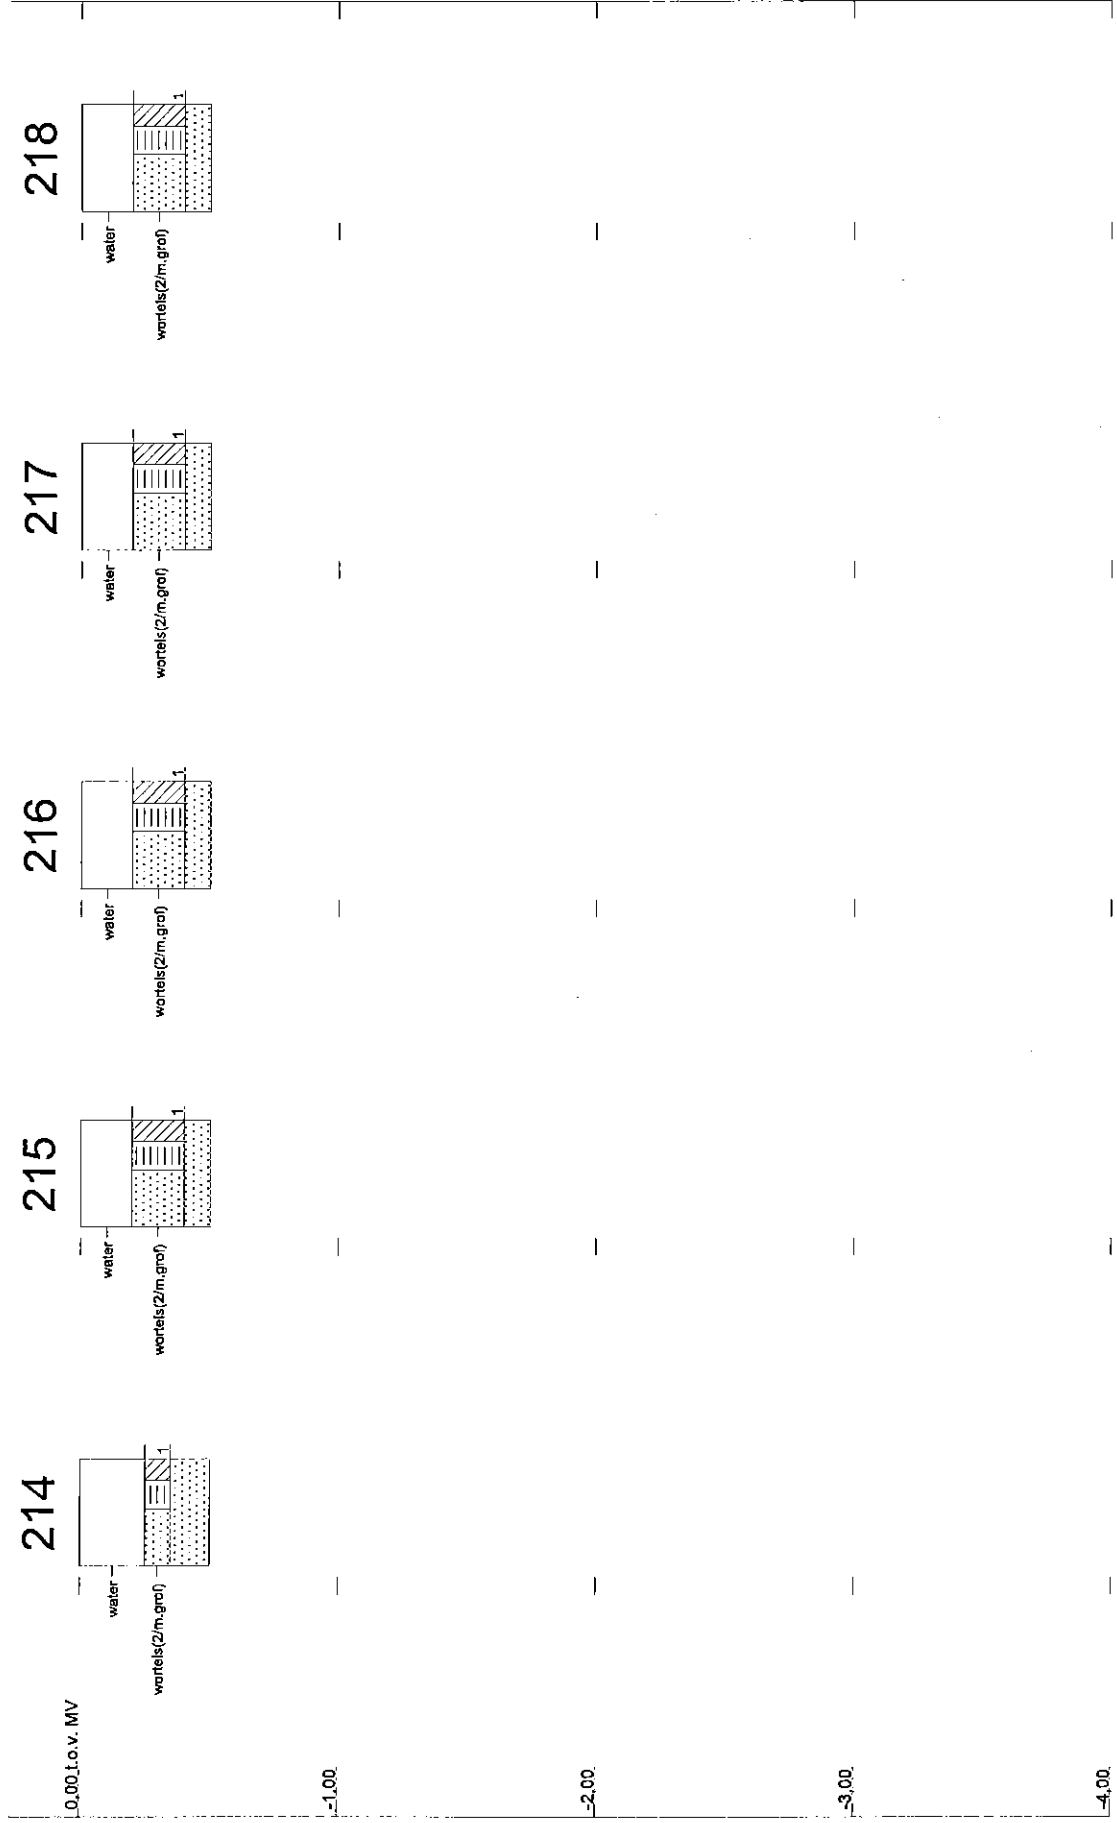 214
215
216
217
218
0,00 t.o.v. MV
water
water
water
water
water
wortels(2/m.grof)
wortels(2/m.grof)
wortels(2/m.grof)
wortels(2/m.grof)
wortels(2/m.grof)
1
1
1
1
1
-1,00
-2,00
-3,00
-4,00